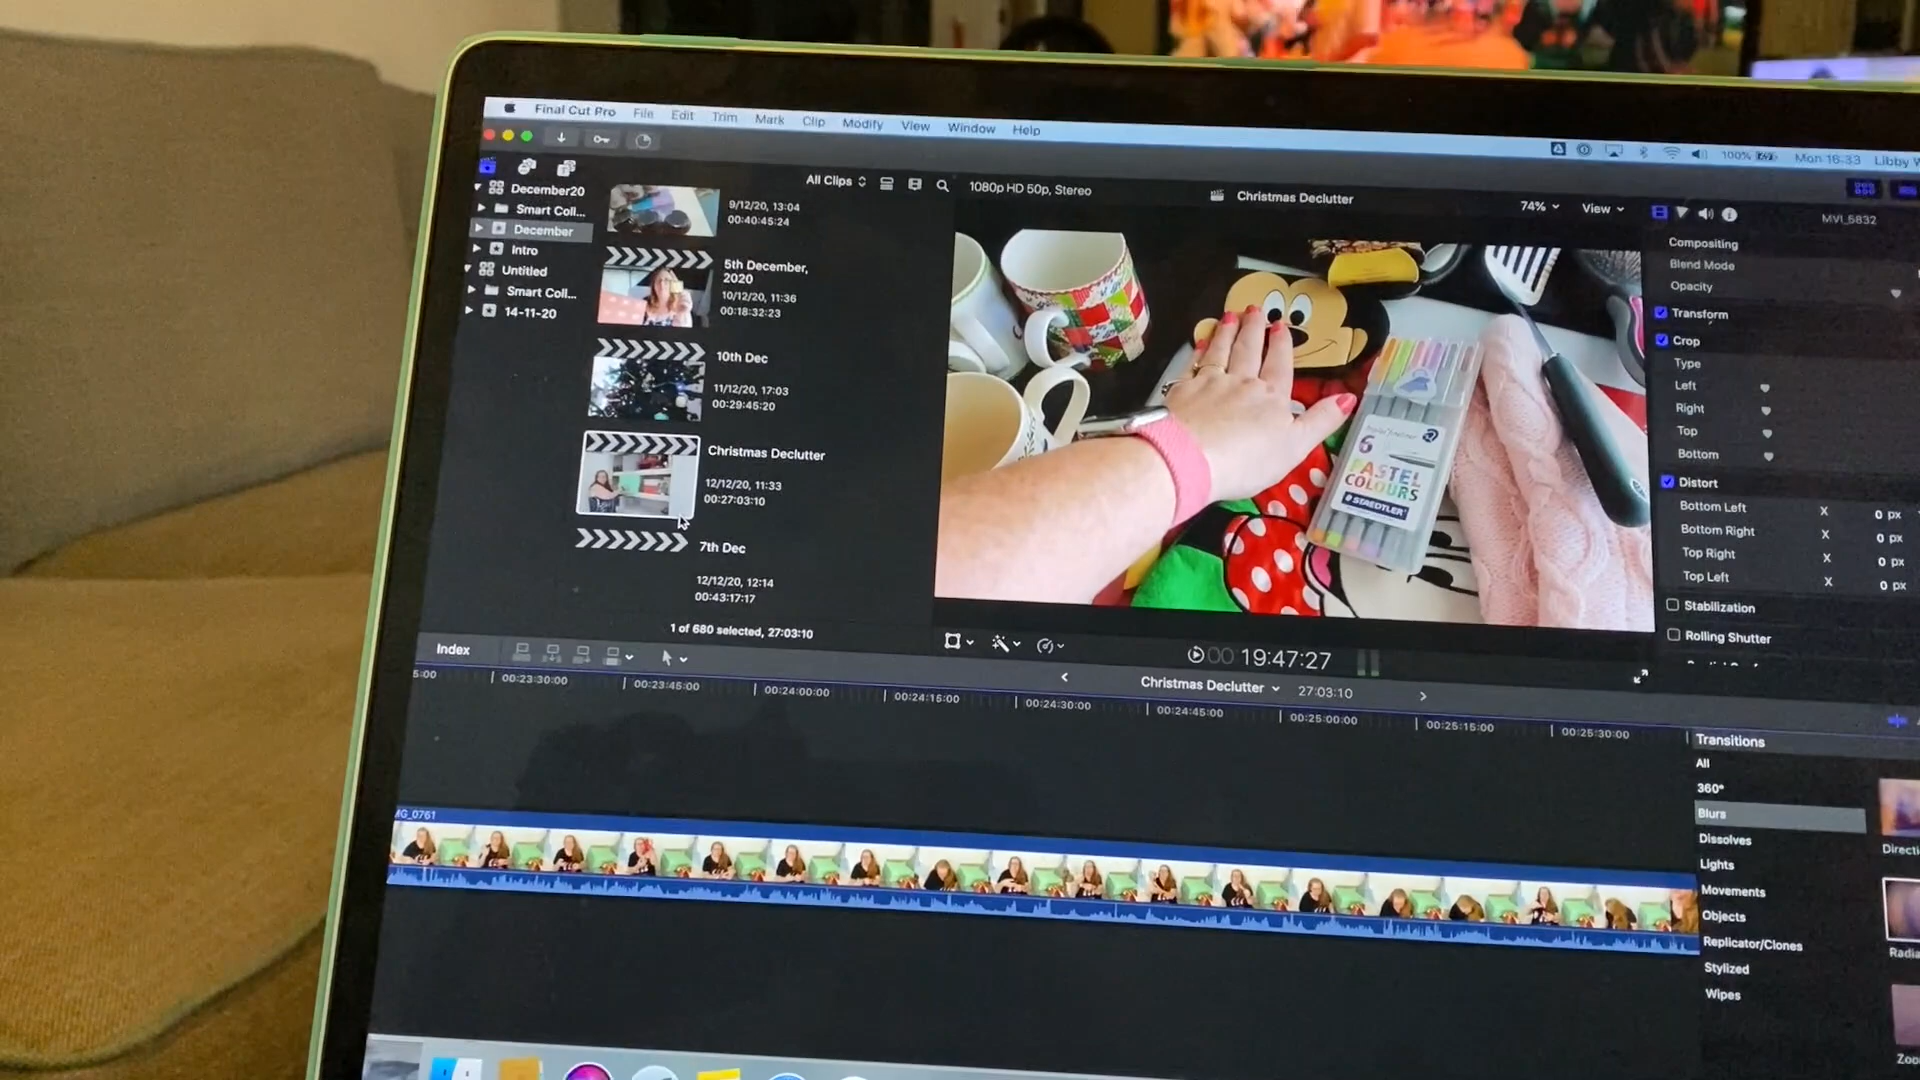 Final Cut Pro File Edit Trim Mark Clip Modify View Window Help
100% Mon 16:33 Libby
All Clips
1080p HD 50p, Stereo
Christmas Declutter
74% View
MVI_5832
December20
Smart Coll...
December
Intro
Untitled
Smart Coll...
14-11-20
9/12/20, 13:04
00:40:45:24
5th December,
2020
10/12/20, 11:36
00:18:32:23
10th Dec
11/12/20, 17:03
00:29:45:20
Christmas Declutter
12/12/20, 11:33
00:27:03:10
7th Dec
12/12/20, 12:14
00:43:17:17
1 of 680 selected, 27:03:10
6
PASTEL
COLOURS
STAEDTLER
Compositing
Blend Mode
Opacity
Transform
Crop
Type
Left
Right
Top
Bottom
Distort
Bottom Left X 0 px
Bottom Right X 0 px
Top Right X 0 px
Top Left X 0 px
Stabilization
Rolling Shutter
00 19:47:27
Index
Christmas Declutter 27:03:10
5:00 00:23:30:00 00:23:45:00 00:24:00:00 00:24:15:00 00:24:30:00 00:24:45:00 00:25:00:00 00:25:15:00 00:25:30:00
MG_0761
Transitions
All
360°
Blurs
Dissolves
Lights
Movements
Objects
Replicator/Clones
Stylized
Wipes
Directi
Radia
Zoo